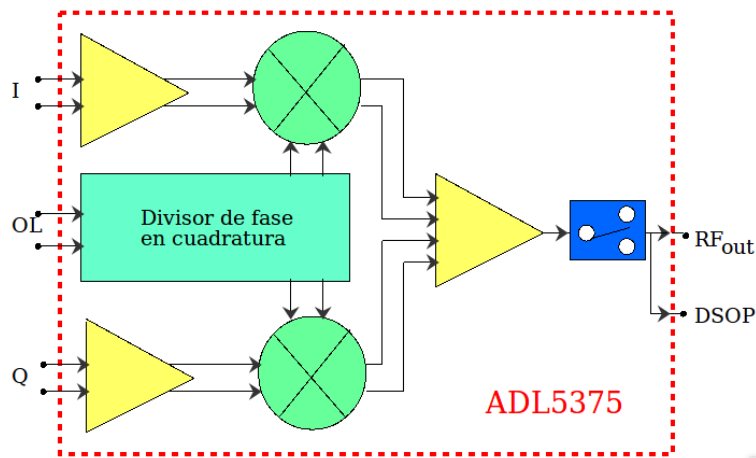 I
OL
Divisor de fase
en cuadratura
RFout
DSOP
Q
ADL5375